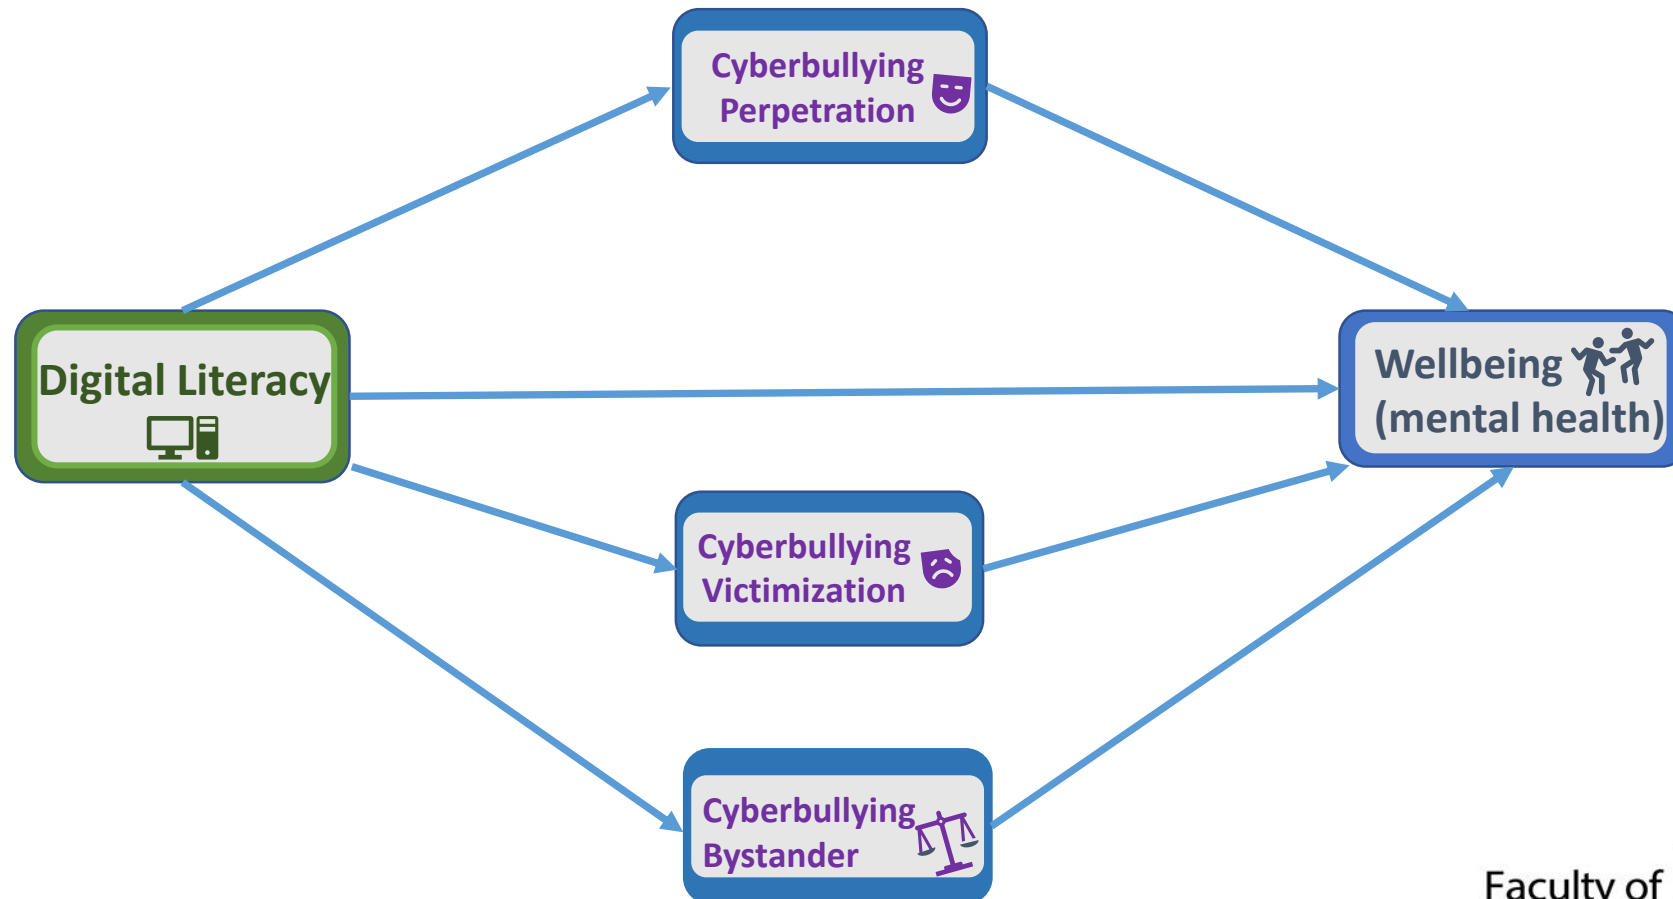 Cyberbullying
Perpetration
Digital Literacy
Wellbeing
(mental health)
Cyberbullying
Victimization
Cyberbullying
Bystander
Faculty of